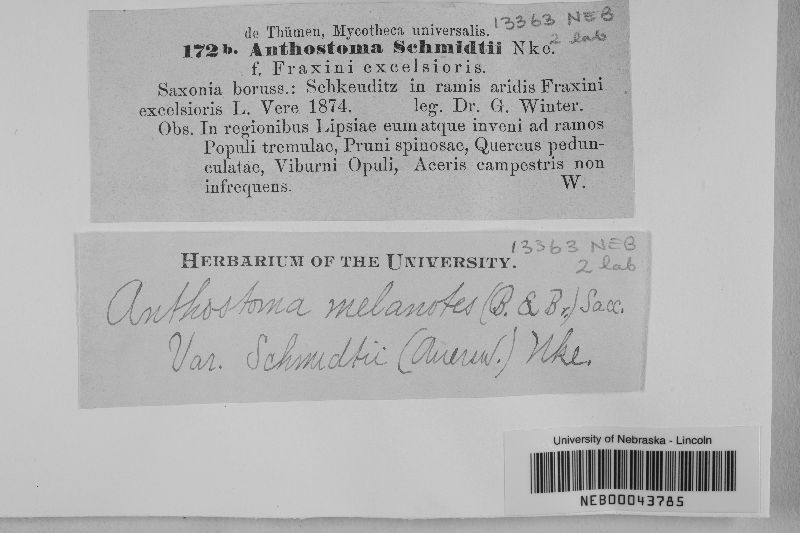 de Thümen, Mycotheca universalis. 13363 NEB
172b. Anthostoma Schmidtii Nke. 2 lab
f. Fraxini excelsioris.
Saxonia boruss.: Schkeuditz in ramis aridis Fraxini
excelsioris L. Vere 1874. leg. Dr. G. Winter.
Obs. In regionibus Lipsiae eum atque inveni ad ramos
Populi tremulae, Pruni spinosae, Quercus pedun-
culatae, Viburni Opuli, Aceris campestris non
infrequens. W.
13363 NEB
HERBARIUM OF THE UNIVERSITY. 2 lab
Anthostoma melanotes (B. & Br.) Sacc.
Var. Schmidtii (Auersw.) Nke.
University of Nebraska - Lincoln
NEB00043785